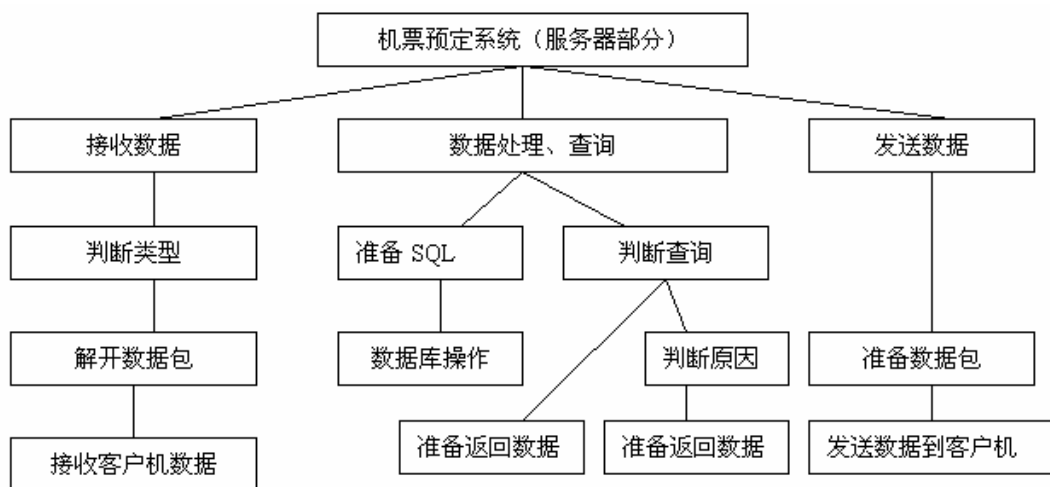 机票预定系统（服务器部分）
接收数据
数据处理、查询
发送数据
判断类型
准备 SQL
判断查询
解开数据包
数据库操作
判断原因
准备数据包
接收客户机数据
准备返回数据
准备返回数据
发送数据到客户机